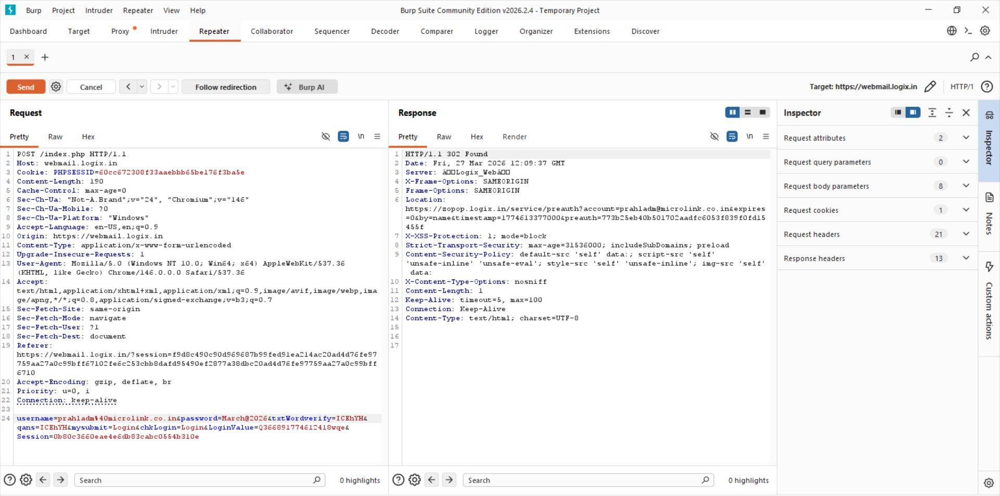 Burp Project Intruder Repeater View Help
Burp Suite Community Edition v2026.2.4 - Temporary Project
Dashboard Target Proxy Intruder Repeater Collaborator Sequencer Decoder Comparer Logger Organizer Extensions Discover
1 × +
Send Cancel < > Follow redirection Burp AI
Target: https://webmail.logix.in HTTP/1
Request
Pretty Raw Hex \n
1 POST /index.php HTTP/1.1
2 Host: webmail.logix.in
3 Cookie: PHPSESSID=60cc672308f33aaebbb65be176f3ba5e
4 Content-Length: 190
5 Cache-Control: max-age=0
6 Sec-Ch-Ua: "Not-A.Brand";v="24", "Chromium";v="146"
7 Sec-Ch-Ua-Mobile: ?0
8 Sec-Ch-Ua-Platform: "Windows"
9 Accept-Language: en-US,en;q=0.9
10 Origin: https://webmail.logix.in
11 Content-Type: application/x-www-form-urlencoded
12 Upgrade-Insecure-Requests: 1
13 User-Agent: Mozilla/5.0 (Windows NT 10.0; Win64; x64) AppleWebKit/537.36
(KHTML, like Gecko) Chrome/146.0.0.0 Safari/537.36
14 Accept:
text/html,application/xhtml+xml,application/xml;q=0.9,image/avif,image/webp,ima
ge/apng,*/*;q=0.8,application/signed-exchange;v=b3;q=0.7
15 Sec-Fetch-Site: same-origin
16 Sec-Fetch-Mode: navigate
17 Sec-Fetch-User: ?1
18 Sec-Fetch-Dest: document
19 Referer:
https://webmail.logix.in/?session=f9d8c490c90d969687b99fed91ea214ac20ad4d76fe97
759aa27a0c99bff67102fe6c253cbb8dafd95490ef2877a38dbc20ad4d76fe97759aa27a0c99bff
6710
20 Accept-Encoding: gzip, deflate, br
21 Priority: u=0, i
22 Connection: keep-alive
23
24 username=prahladm%40microlink.co.in&password=March@2026&txtWordverify=ICEhYH&
qans=ICEhYH&mysubmit=Login&chkLogin=Login&LoginValue=Q366891774612418wqe&
Session=0b80c3660eae4e6db83cabc0554b310e
Search 0 highlights
Response
Pretty Raw Hex Render \n
1 HTTP/1.1 302 Found
2 Date: Fri, 27 Mar 2026 12:09:37 GMT
3 Server: â□□Logix_Webâ□□
4 X-Frame-Options: SAMEORIGIN
5 Frame-Options: SAMEORIGIN
6 Location:
https://zopop.logix.in/service/preauth?account=prahladm@microlink.co.in&expires
=0&by=name&timestamp=1774613377000&preauth=773b25eb40b501702aadfc6053f839f0fd15
455f
7 X-XSS-Protection: 1; mode=block
8 Strict-Transport-Security: max-age=31536000; includeSubDomains; preload
9 Content-Security-Policy: default-src 'self' data:; script-src 'self'
'unsafe-inline' 'unsafe-eval'; style-src 'self' 'unsafe-inline'; img-src 'self'
data:
10 X-Content-Type-Options: nosniff
11 Content-Length: 1
12 Keep-Alive: timeout=5, max=100
13 Connection: Keep-Alive
14 Content-Type: text/html; charset=UTF-8
15
16
17
Search 0 highlights
Inspector
Request attributes 2
Request query parameters 0
Request body parameters 8
Request cookies 1
Request headers 21
Response headers 13
Inspector
Notes
Custom actions